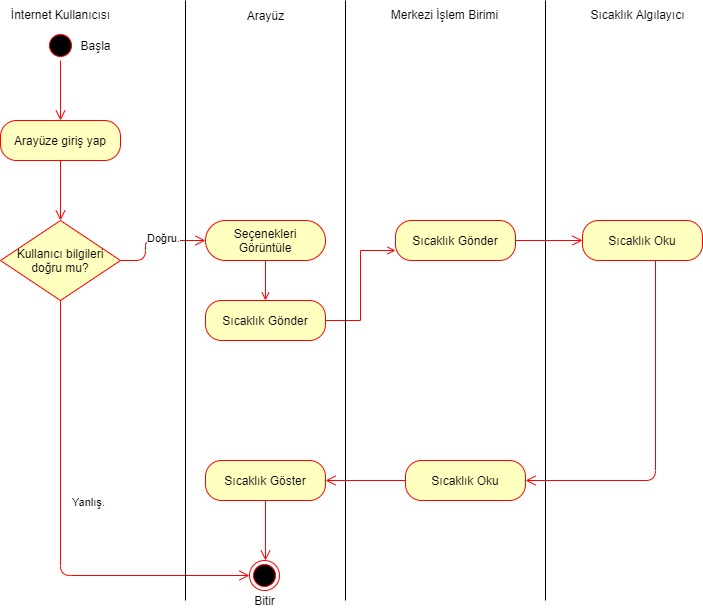 İnternet Kullanıcısı
Arayüz
Merkezi İşlem Birimi
Sıcaklık Algılayıcı
Başla
Arayüze giriş yap
Kullanıcı bilgileri
doğru mu?
Doğru.
Seçenekleri
Görüntüle
Sıcaklık Gönder
Sıcaklık Oku
Sıcaklık Gönder
Sıcaklık Göster
Sıcaklık Oku
Yanlış.
Bitir